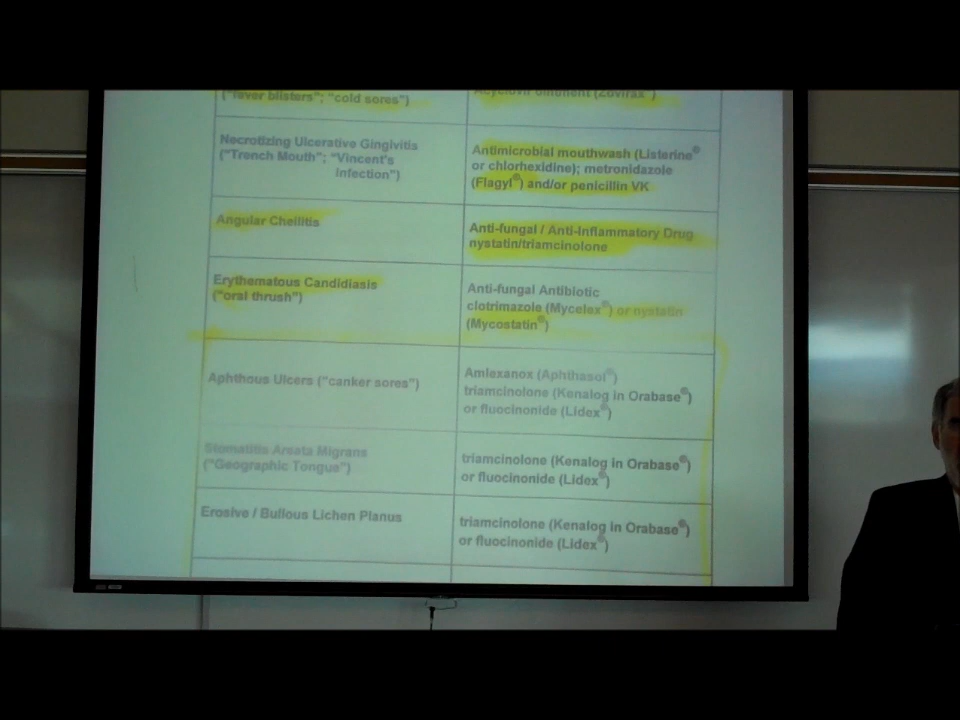 ("fever blisters"; "cold sores")
Acyclovir ointment (Zovirax®)
Necrotizing Ulcerative Gingivitis
("Trench Mouth"; "Vincent's
Infection")
Antimicrobial mouthwash (Listerine®
or chlorhexidine); metronidazole
(Flagyl®) and/or penicillin VK
Angular Cheilitis
Anti-fungal / Anti-Inflammatory Drug
nystatin/triamcinolone
Erythematous Candidiasis
("oral thrush")
Anti-fungal Antibiotic
clotrimazole (Mycelex®) or nystatin
(Mycostatin®)
Aphthous Ulcers ("canker sores")
Amlexanox (Aphthasol®)
triamcinolone (Kenalog in Orabase®)
or fluocinonide (Lidex®)
Stomatitis Areata Migrans
("Geographic Tongue")
triamcinolone (Kenalog in Orabase®)
or fluocinonide (Lidex®)
Erosive / Bullous Lichen Planus
triamcinolone (Kenalog in Orabase®)
or fluocinonide (Lidex®)